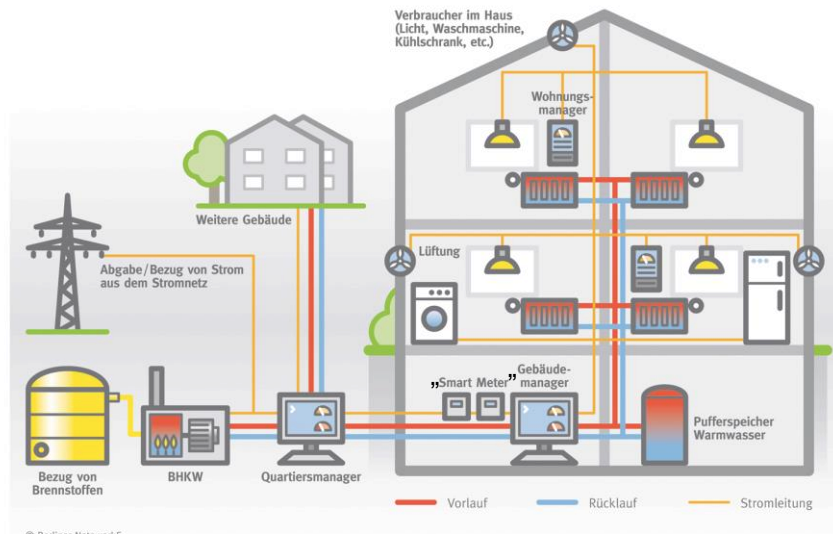 Verbraucher im Haus
(Licht, Waschmaschine,
Kühlschrank, etc.)
Wohnungs-
manager
Weitere Gebäude
Lüftung
Abgabe/Bezug von Strom
aus dem Stromnetz
„Smart Meter”
Gebäude-
manager
Pufferspeicher
Warmwasser
Bezug von
Brennstoffen
BHKW
Quartiersmanager
Vorlauf
Rücklauf
Stromleitung